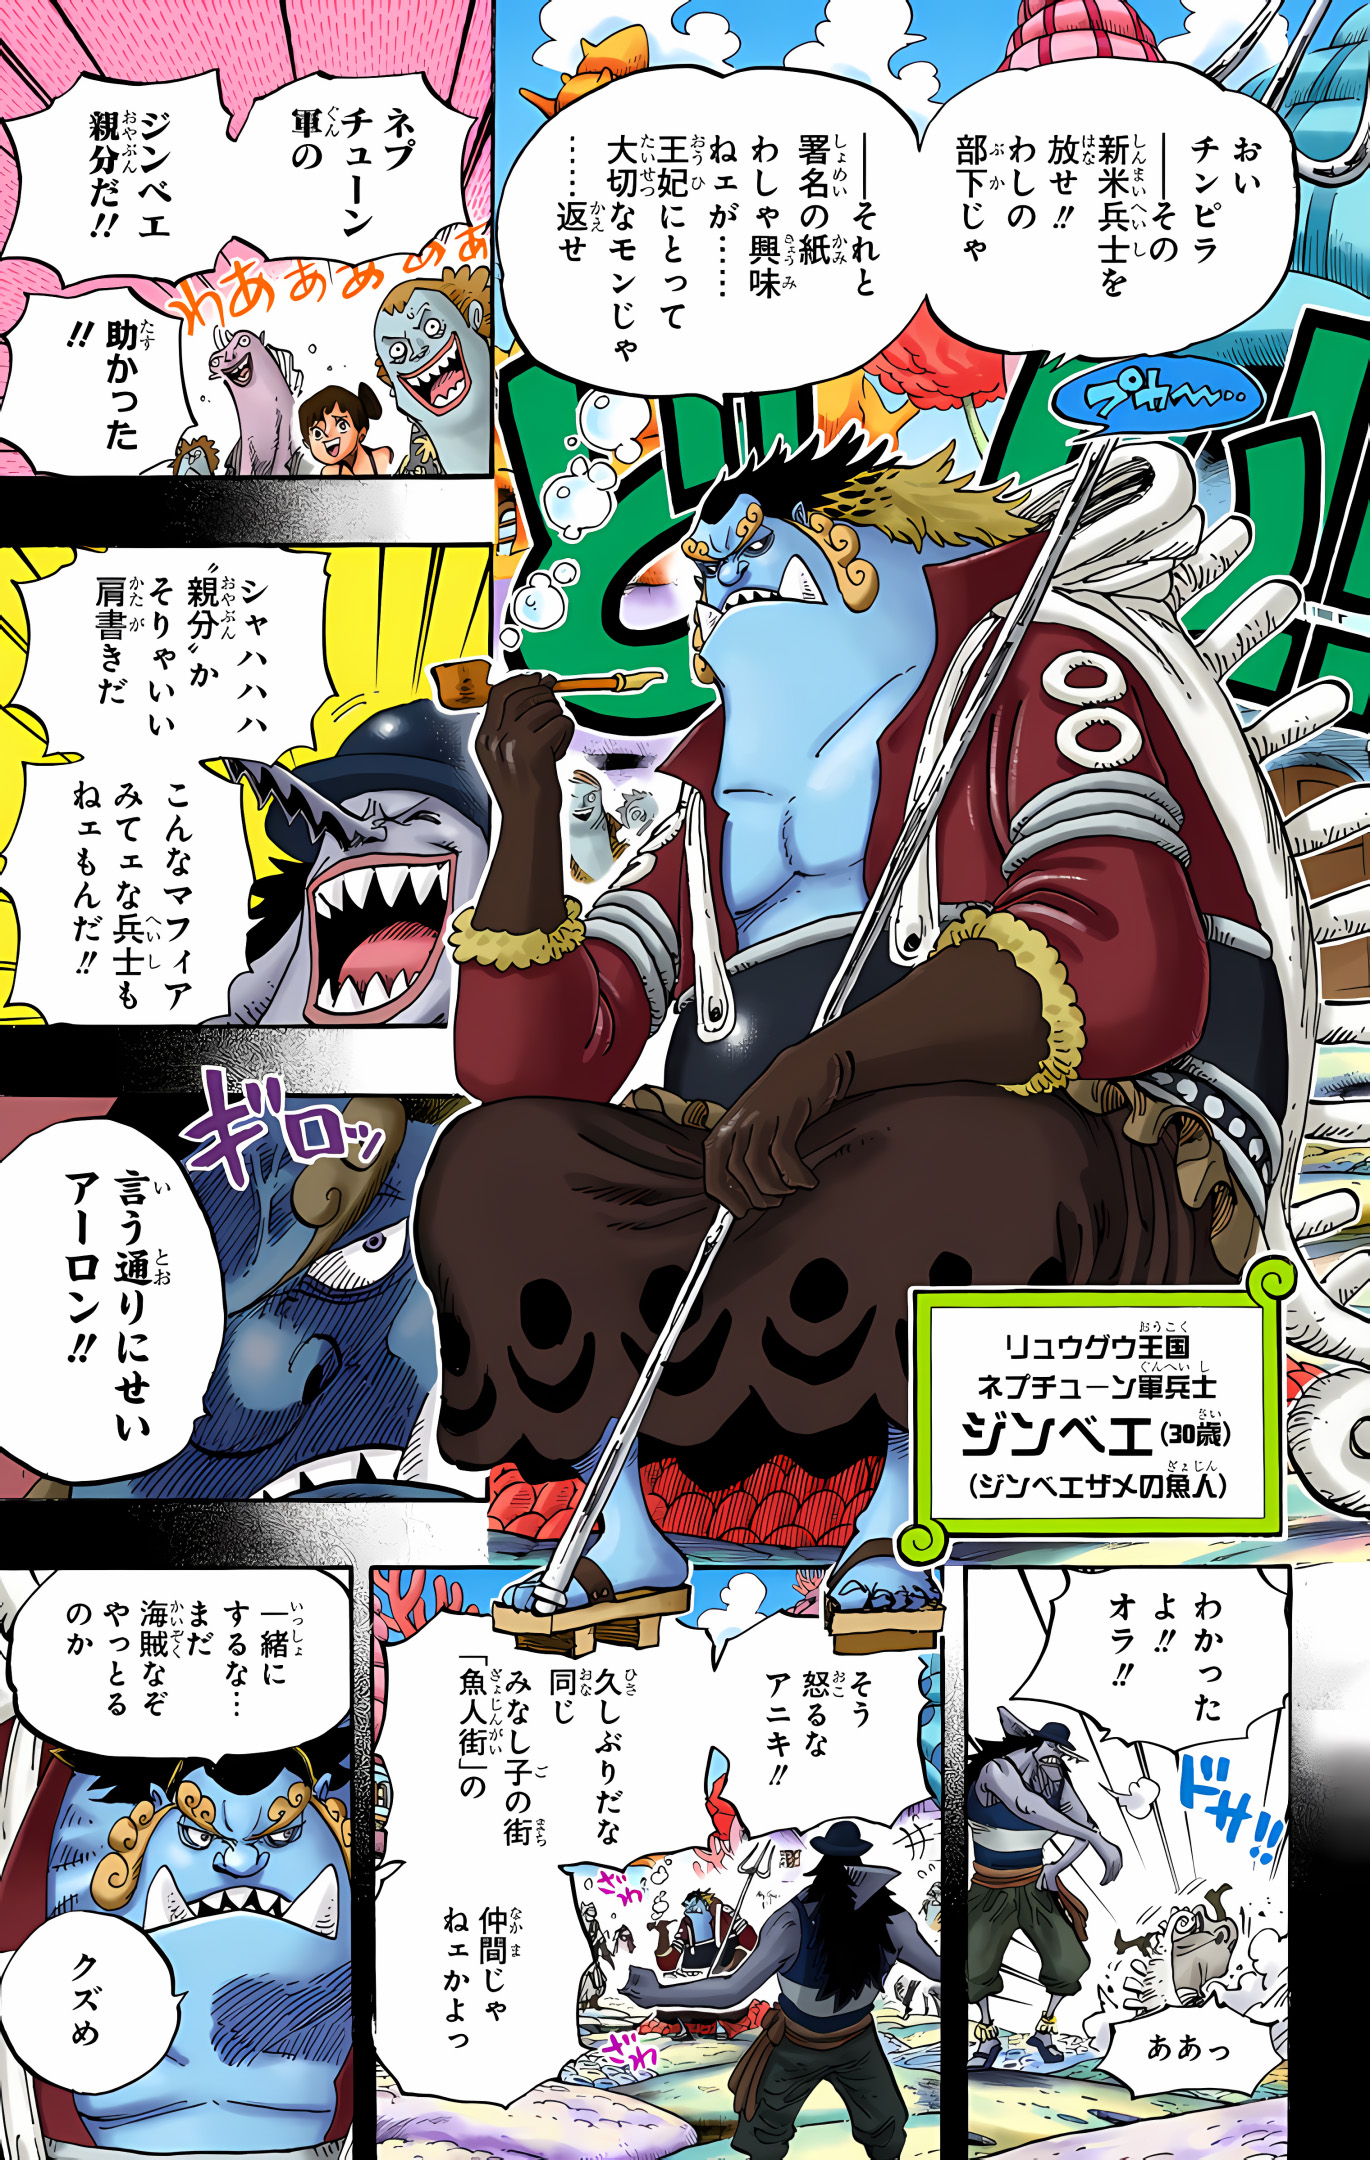 おい
チンピラ
――その
新米兵士を
放せ!!
わしの
部下じゃ
――それと
署名の紙
わしゃ興味
ねェが……
王妃にとって
大切なモンじゃ
……返せ
プカ〜〜‥
どん!!
ネプ
チューン
軍の
ジンベエ
親分だ!!
わあぁぁぁぁ
助かった
!!
シャハハハ
〝親分〟か
そりゃいい
肩書きだ
こんなマフィア
みてェな兵士も
ねェもんだ!!
ギロッ
言う通りにせい
アーロン!!
リュウグウ王国
ネプチューン軍兵士
ジンベエ(30歳)
(ジンベエザメの魚人)
わかった
よ!!
オラ!!
ドサ!!
ああっ
そう
怒るな
アニキ!!
久しぶりだな
同じ
みなし子の街
「魚人街」の
仲間じゃ
ねェかよっ
ざわ
ざわ
一緒に
するな…
まだ
海賊なぞ
やっとる
のか
クズめ